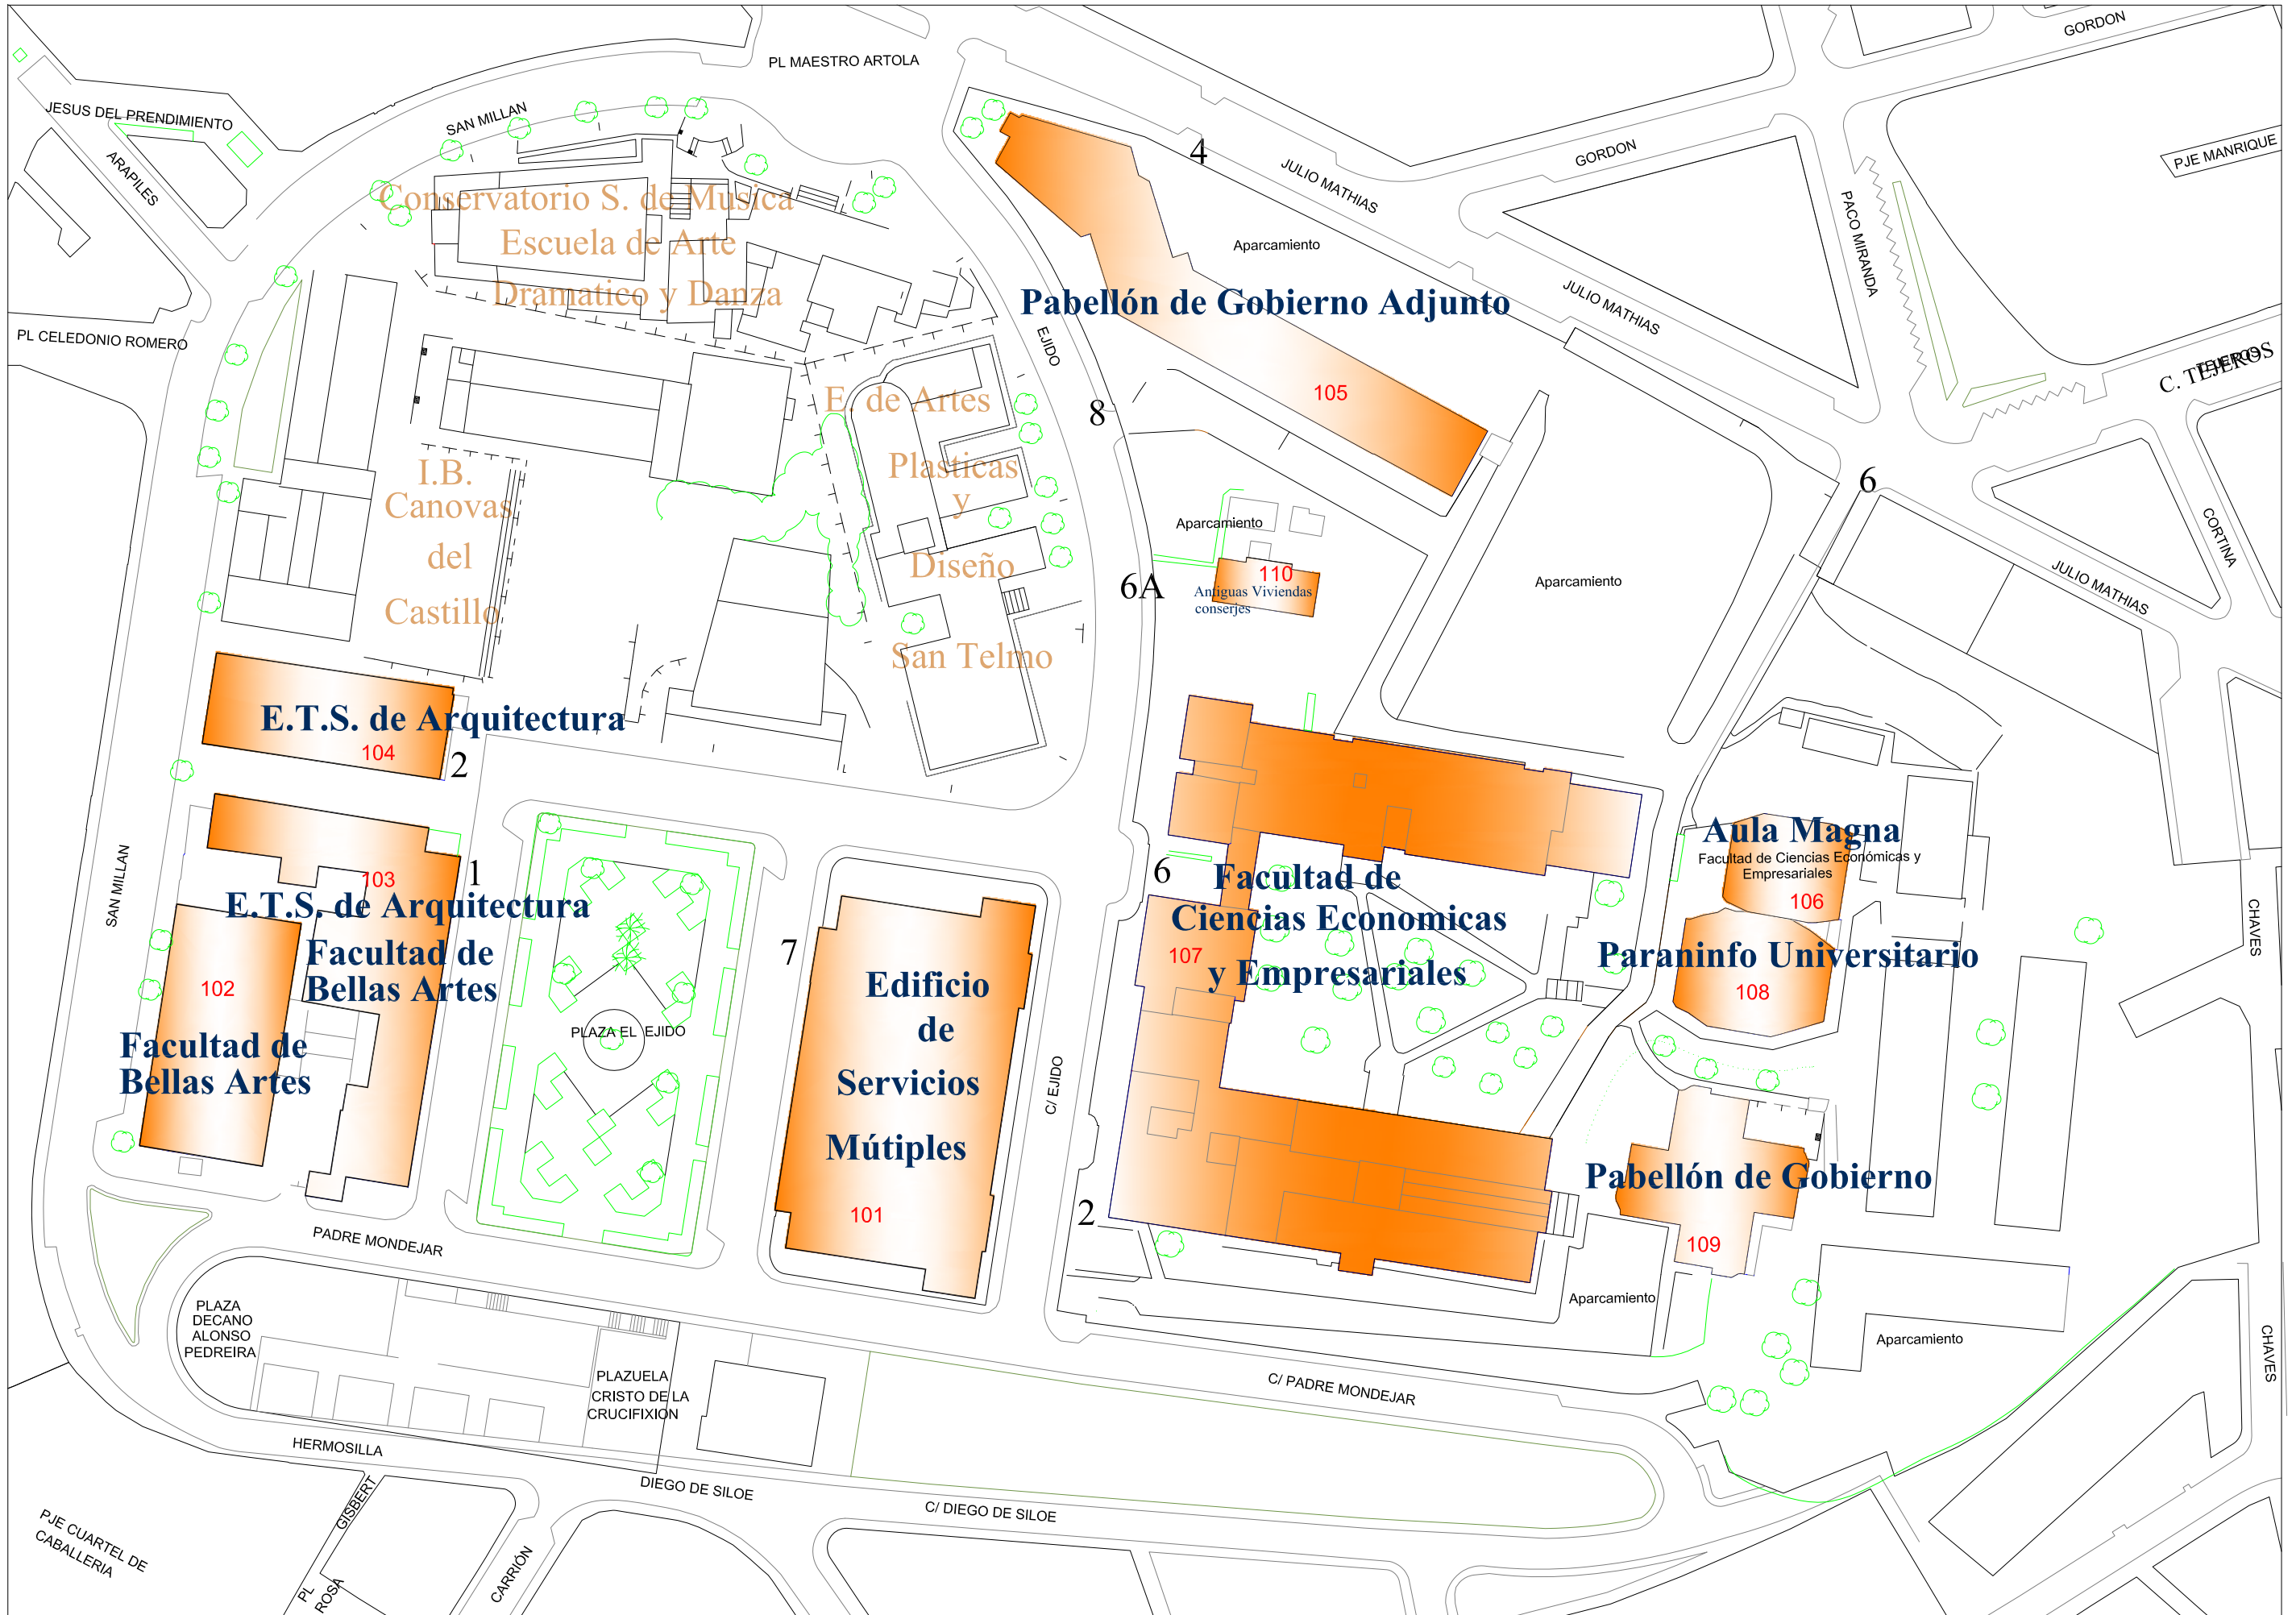 GORDON
PL MAESTRO ARTOLA
JESUS DEL PRENDIMIENTO
SAN MILLAN
ARAPILES
4
JULIO MATHIAS
GORDON
PJE MANRIQUE
PACO MIRANDA
Conservatorio S. de Musica
Escuela de Arte
Dramatico y Danza
Aparcamiento
Pabellón de Gobierno Adjunto
JULIO MATHIAS
PL CELEDONIO ROMERO
EJIDO
TEJEROS
C. TEJEROS
105
8
E. de Artes
Plasticas
y
Diseño
San Telmo
I.B.
Canovas
del
Castillo
6
CORTINA
Aparcamiento
6A
110
Antiguas Viviendas
conserjes
Aparcamiento
JULIO MATHIAS
E.T.S. de Arquitectura
104
2
SAN MILLAN
103
1
E.T.S. de Arquitectura
Facultad de
Bellas Artes
102
Facultad de
Bellas Artes
PLAZA EL EJIDO
7
Edificio
de
Servicios
Mútiples
101
C/ EJIDO
6
Facultad de
Ciencias Economicas
y Empresariales
107
2
Aula Magna
Facultad de Ciencias Económicas y
Empresariales
106
Paraninfo Universitario
108
CHAVES
Pabellón de Gobierno
109
Aparcamiento
Aparcamiento
CHAVES
PADRE MONDEJAR
PLAZA
DECANO
ALONSO
PEDREIRA
PLAZUELA
CRISTO DE LA
CRUCIFIXION
C/ PADRE MONDEJAR
HERMOSILLA
DIEGO DE SILOE
C/ DIEGO DE SILOE
GISBERT
PJE CUARTEL DE
CABALLERIA
PL
ROSA
CARRIÓN